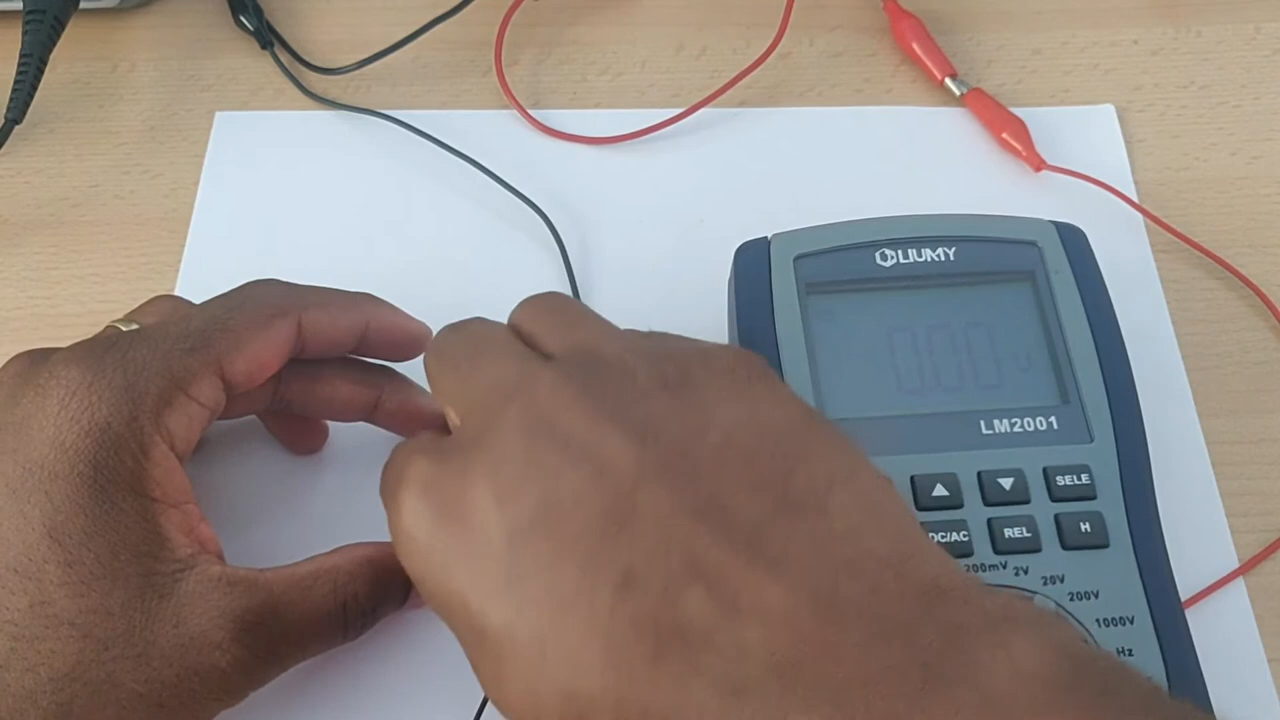 LIUMY
0.00 V
LM2001
▲ ▼ SELE
DC/AC REL H
200mV 2V 20V 200V 1000V Hz